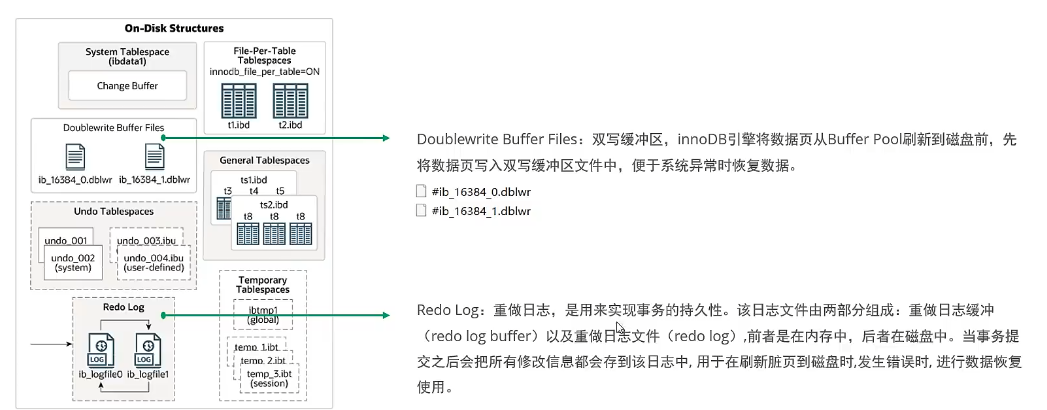 On-Disk Structures
System Tablespace
(ibdata1)
Change Buffer
File-Per-Table
Tablespaces
innodb_file_per_table=ON
t1.ibd
t2.ibd
Doublewrite Buffer Files
ib_16384_0.dblwr
ib_16384_1.dblwr
General Tablespaces
ts1.ibd
t3 t4 t5
ts2.ibd
t8 t8 t8
Undo Tablespaces
undo_001
undo_002
(system)
undo_003.ibu
undo_004.ibu
(user-defined)
Temporary
Tablespaces
ibtmp1
(global)
temp_1.ibt
temp_2.ibt
temp_3.ibt
(session)
Redo Log
LOG
LOG
ib_logfile0
ib_logfile1
Doublewrite Buffer Files：双写缓冲区，innoDB引擎将数据页从Buffer Pool刷新到磁盘前，先
将数据页写入双写缓冲区文件中，便于系统异常时恢复数据。
#ib_16384_0.dblwr
#ib_16384_1.dblwr
Redo Log：重做日志，是用来实现事务的持久性。该日志文件由两部分组成：重做日志缓冲
（redo log buffer）以及重做日志文件（redo log）,前者是在内存中，后者在磁盘中。当事务提
交之后会把所有修改信息都会存到该日志中, 用于在刷新脏页到磁盘时,发生错误时, 进行数据恢复
使用。